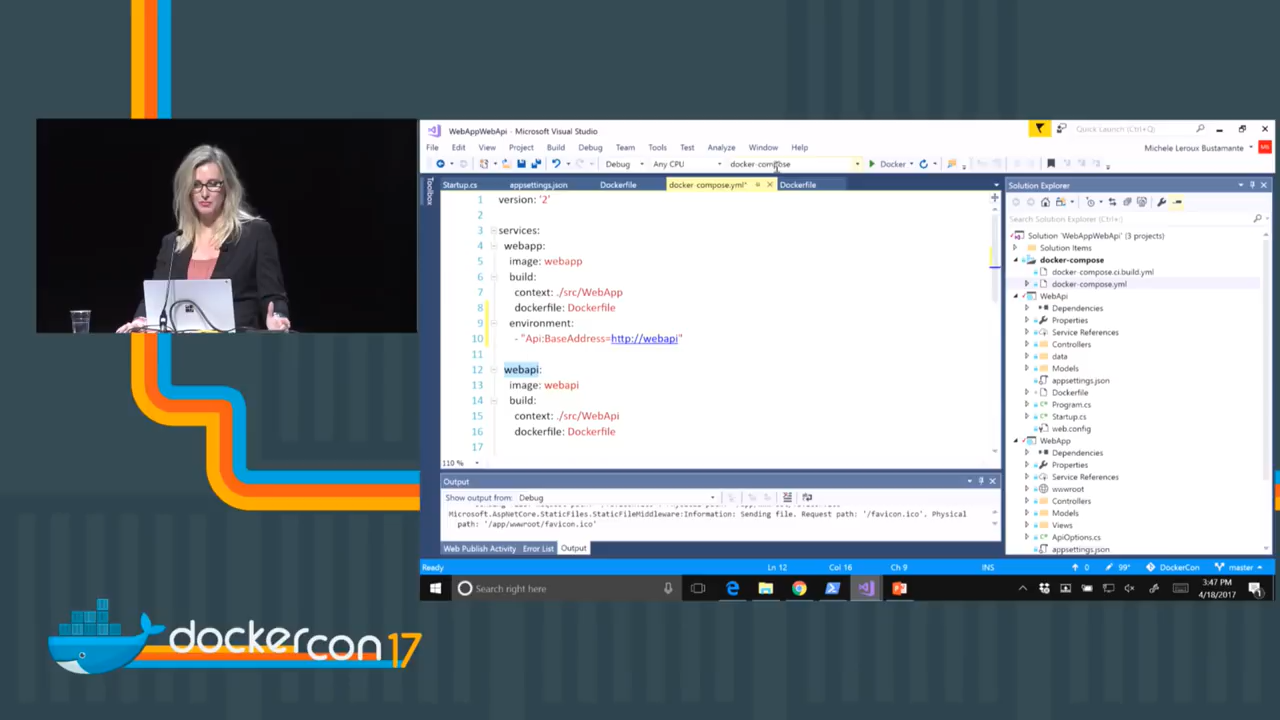 WebAppWebApi - Microsoft Visual Studio
Quick Launch (Ctrl+Q)
File Edit View Project Build Debug Team Tools Test Analyze Window Help
Michele Leroux Bustamante
Debug Any CPU docker-compose Docker
Startup.cs appsettings.json Dockerfile docker-compose.yml* Dockerfile
Toolbox
1 version: '2'
2
3 services:
4 webapp:
5 image: webapp
6 build:
7 context: ./src/WebApp
8 dockerfile: Dockerfile
9 environment:
10 - "Api:BaseAddress=http://webapi"
11
12 webapi:
13 image: webapi
14 build:
15 context: ./src/WebApi
16 dockerfile: Dockerfile
17
110 %
Solution Explorer
Search Solution Explorer (Ctrl+;)
Solution 'WebAppWebApi' (3 projects)
Solution Items
docker-compose
docker-compose.ci.build.yml
docker-compose.yml
WebApi
Dependencies
Properties
Service References
Controllers
data
Models
appsettings.json
Dockerfile
Program.cs
Startup.cs
web.config
WebApp
Dependencies
Properties
Service References
wwwroot
Controllers
Models
Views
ApiOptions.cs
appsettings.json
Output
Show output from: Debug
Microsoft.AspNetCore.StaticFiles.StaticFileMiddleware:Information: Sending file. Request path: '/favicon.ico'. Physical
path: '/app/wwwroot/favicon.ico'
Web Publish Activity Error List Output
Ready Ln 12 Col 16 Ch 9 INS 0 99+ DockerCon master
Search right here
3:47 PM
4/18/2017
dockercon 17